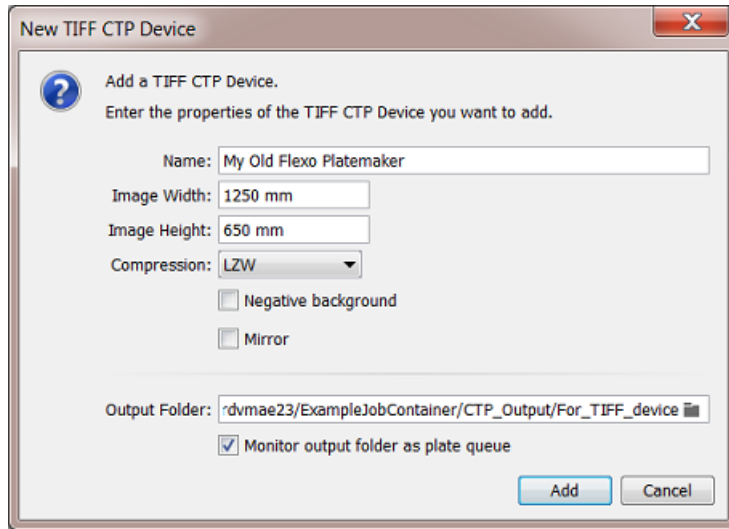 New TIFF CTP Device
Add a TIFF CTP Device.
Enter the properties of the TIFF CTP Device you want to add.
Name: My Old Flexo Platemaker
Image Width: 1250 mm
Image Height: 650 mm
Compression: LZW
Negative background
Mirror
Output Folder: rdvmae23/ExampleJobContainer/CTP_Output/For_TIFF_device
Monitor output folder as plate queue
Add Cancel